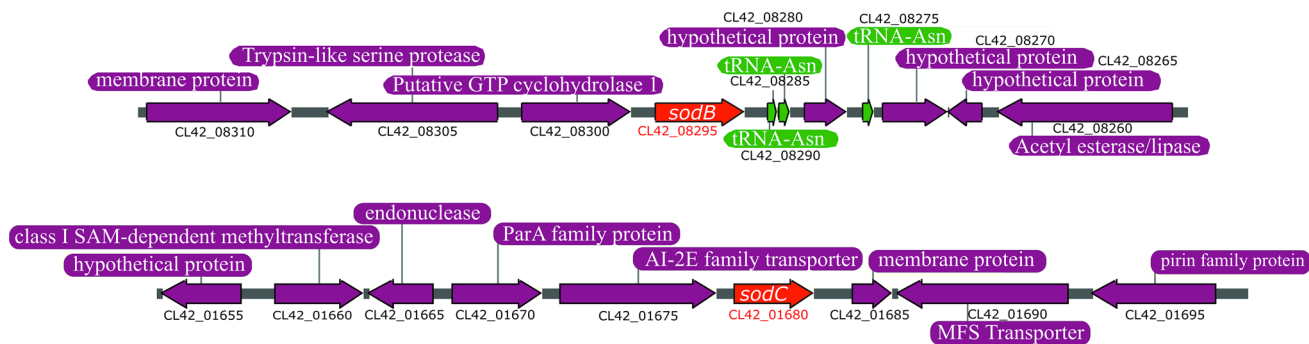 CL42_08280
CL42_08275
hypothetical protein
tRNA-Asn
CL42_08270
Trypsin-like serine protease
hypothetical protein
CL42_08265
tRNA-Asn
membrane protein
Putative GTP cyclohydrolase 1
CL42_08285
hypothetical protein
sodB
CL42_08310
CL42_08305
CL42_08300
CL42_08295
CL42_08260
tRNA-Asn
Acetyl esterase/lipase
CL42_08290
endonuclease
class I SAM-dependent methyltransferase
ParA family protein
hypothetical protein
AI-2E family transporter
membrane protein
pirin family protein
sodC
CL42_01655
CL42_01660
CL42_01665
CL42_01670
CL42_01675
CL42_01680
CL42_01685
CL42_01690
CL42_01695
MFS Transporter